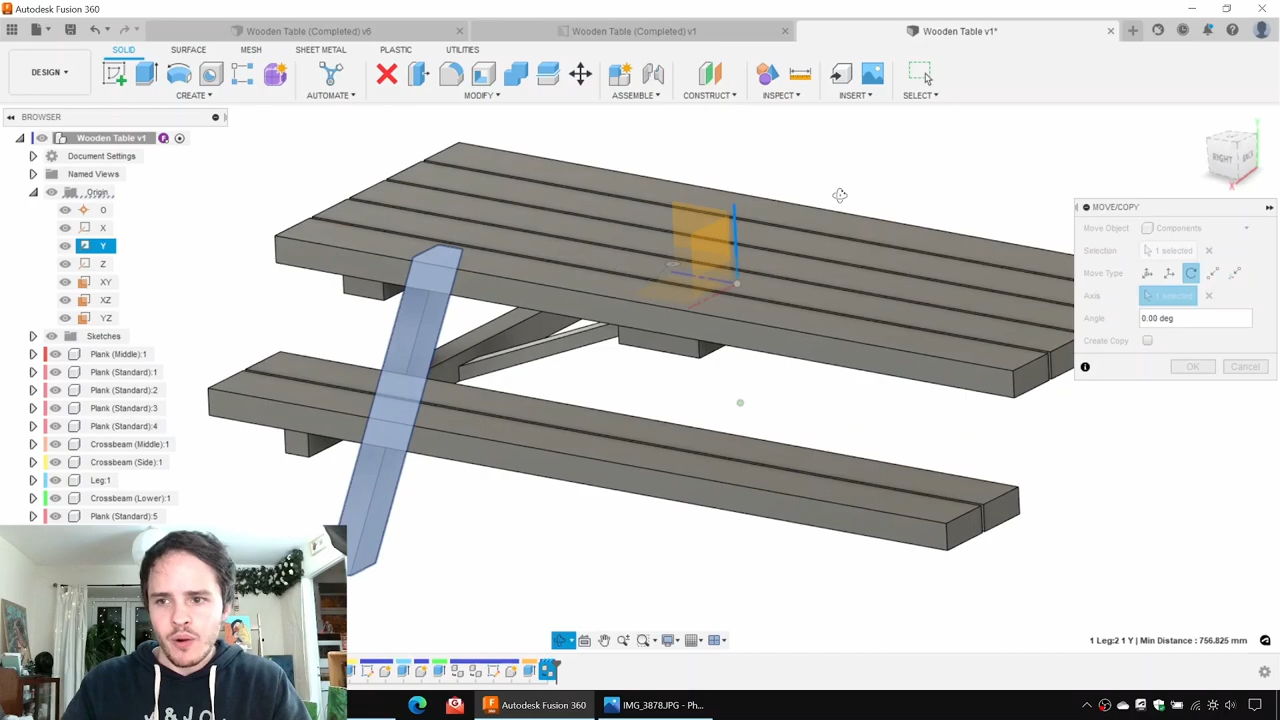 Autodesk Fusion 360
Wooden Table (Completed) v6
Wooden Table (Completed) v1
Wooden Table v1*
SOLID
SURFACE
MESH
SHEET METAL
PLASTIC
UTILITIES
DESIGN
CREATE
AUTOMATE
MODIFY
ASSEMBLE
CONSTRUCT
INSPECT
INSERT
SELECT
BROWSER
Wooden Table v1
Document Settings
Named Views
Origin
O
X
Y
Z
XY
XZ
YZ
Sketches
Plank (Middle):1
Plank (Standard):1
Plank (Standard):2
Plank (Standard):3
Plank (Standard):4
Crossbeam (Middle):1
Crossbeam (Side):1
Leg:1
Crossbeam (Lower):1
Plank (Standard):5
RIGHT
BACK
MOVE/COPY
Move Object
Components
Selection
1 selected
Move Type
Axis
1 selected
Angle
0.00 deg
Create Copy
OK
Cancel
1 Leg:2 1 Y | Min Distance : 756.825 mm
Autodesk Fusion 360
IMG_3878.JPG - Ph...